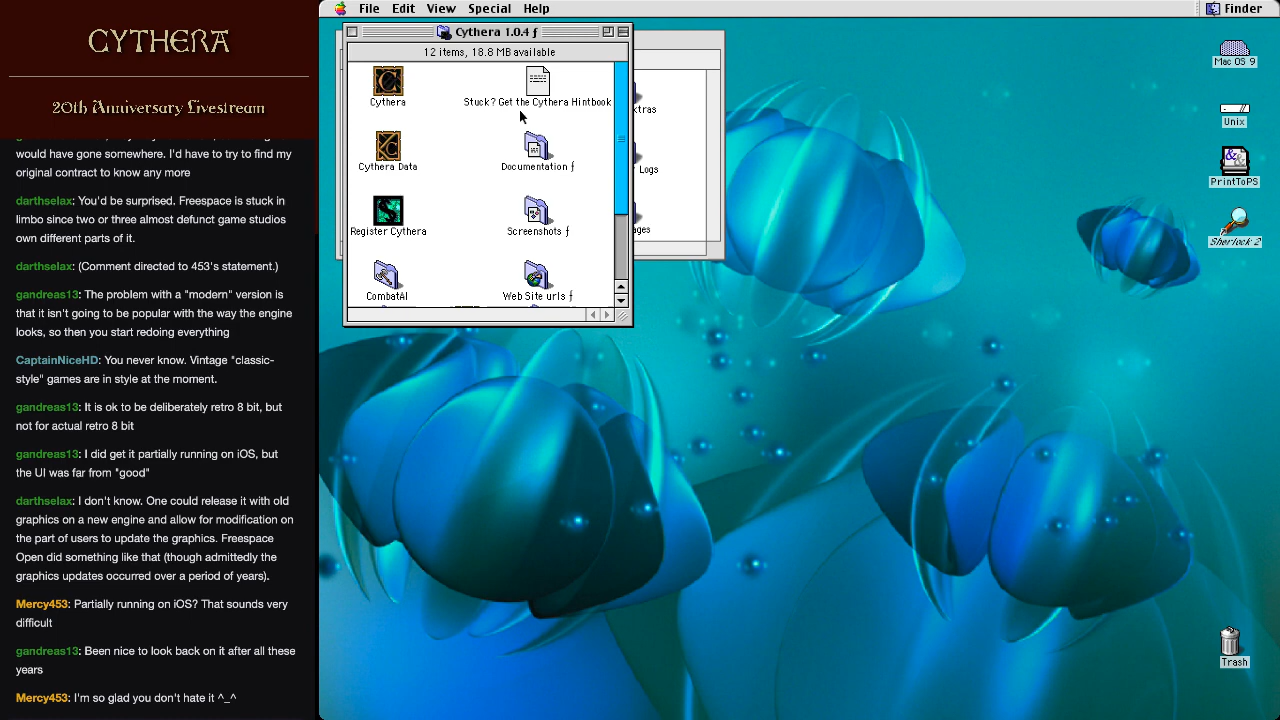 CYTHERA
20th Anniversary Livestream
would have gone somewhere. I'd have to try to find my
original contract to know any more
darthselax: You'd be surprised. Freespace is stuck in
limbo since two or three almost defunct game studios
own different parts of it.
darthselax: (Comment directed to 453's statement.)
gandreas13: The problem with a "modern" version is
that it isn't going to be popular with the way the engine
looks, so then you start redoing everything
CaptainNiceHD: You never know. Vintage "classic-
style" games are in style at the moment.
gandreas13: It is ok to be deliberately retro 8 bit, but
not for actual retro 8 bit
gandreas13: I did get it partially running on iOS, but
the UI was far from "good"
darthselax: I don't know. One could release it with old
graphics on a new engine and allow for modification on
the part of users to update the graphics. Freespace
Open did something like that (though admittedly the
graphics updates occurred over a period of years).
Mercy453: Partially running on iOS? That sounds very
difficult
gandreas13: Been nice to look back on it after all these
years
Mercy453: I'm so glad you don't hate it ^_^
File Edit View Special Help
Finder
Cythera 1.0.4 ƒ
12 items, 18.8 MB available
Cythera
Stuck? Get the Cythera Hintbook
Cythera Data
Documentation ƒ
Register Cythera
Screenshots ƒ
CombatAI
Web Site urls ƒ
xtras
Logs
ages
Mac OS 9
Unix
PrintToPS
Sherlock 2
Trash